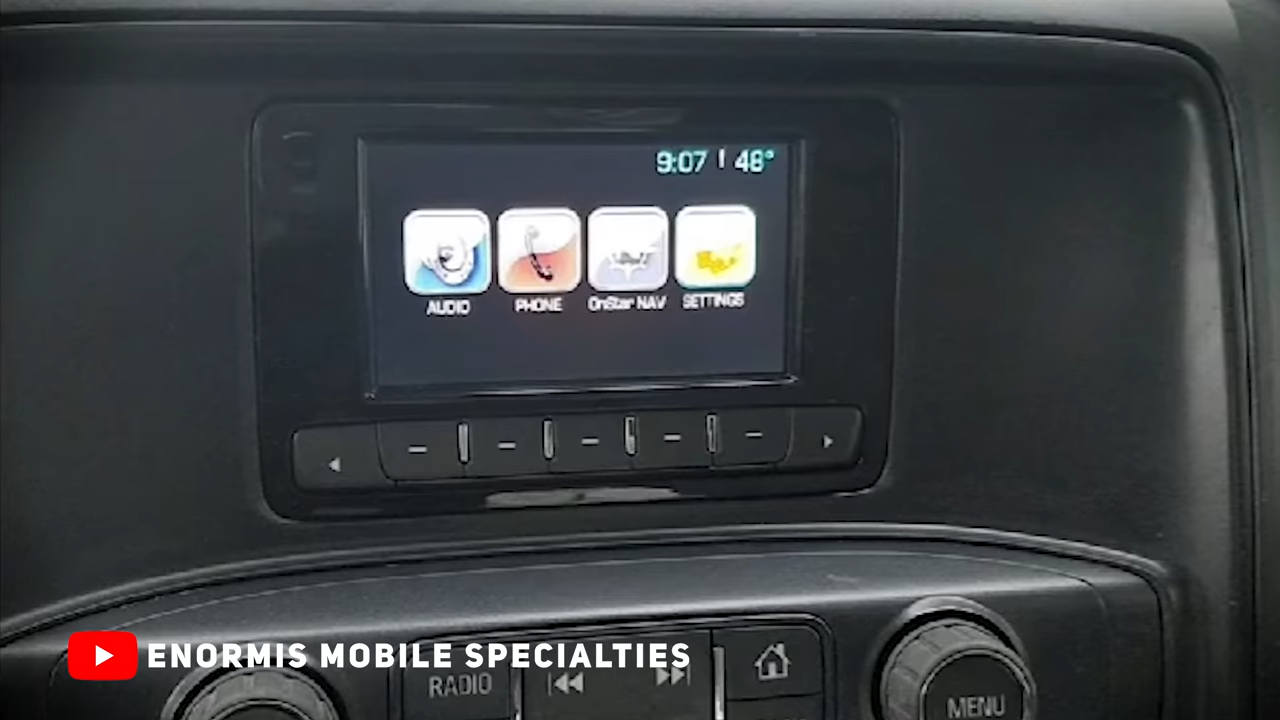 9:07 | 48°
AUDIO PHONE OnStar NAV SETTINGS
ENORMIS MOBILE SPECIALTIES
RADIO
MENU